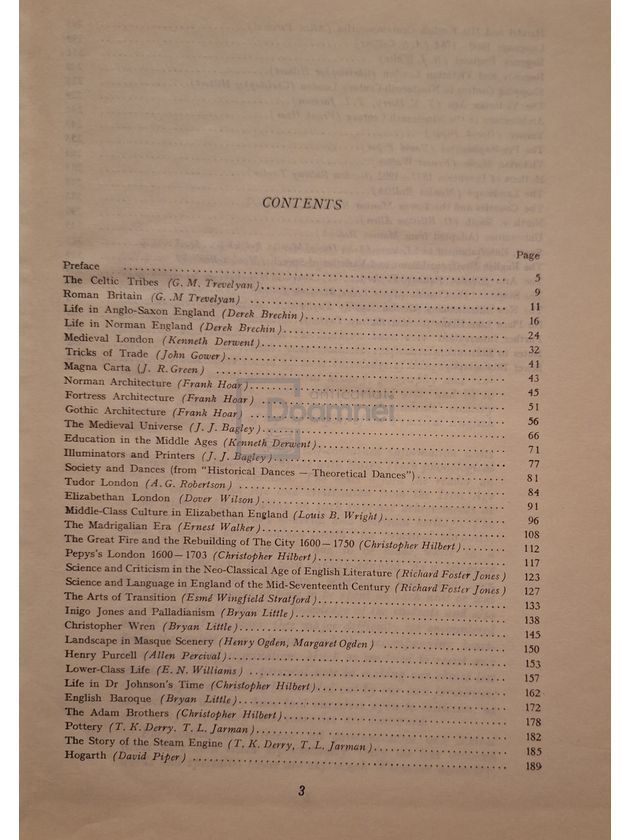 CONTENTS
Page
Preface .......... 5
The Celtic Tribes (G. M. Trevelyan) .......... 9
Roman Britain (G. .M Trevelyan) .......... 11
Life in Anglo-Saxon England (Derek Brechin) .......... 16
Life in Norman England (Derek Brechin) .......... 24
Medieval London (Kenneth Derwent) .......... 32
Tricks of Trade (John Gower) .......... 41
Magna Carta (J. R. Green) .......... 43
Norman Architecture (Frank Hoar) .......... 45
Fortress Architecture (Frank Hoar) .......... 51
Gothic Architecture (Frank Hoar) .......... 56
The Medieval Universe (J. J. Bagley) .......... 66
Education in the Middle Ages (Kenneth Derwent) .......... 71
Illuminators and Printers (J. J. Bagley) .......... 77
Society and Dances (from "Historical Dances — Theoretical Dances") .......... 81
Tudor London (A. G. Robertson) .......... 84
Elizabethan London (Dover Wilson) .......... 91
Middle-Class Culture in Elizabethan England (Louis B. Wright) .......... 96
The Madrigalian Era (Ernest Walker) .......... 108
The Great Fire and the Rebuilding of The City 1600—1750 (Christopher Hilbert) .......... 112
Pepys's London 1600—1703 (Christopher Hilbert) .......... 117
Science and Criticism in the Neo-Classical Age of English Literature (Richard Foster Jones) 123
Science and Language in England of the Mid-Seventeenth Century (Richard Foster Jones) 127
The Arts of Transition (Esmé Wingfield Stratford) .......... 133
Inigo Jones and Palladianism (Bryan Little) .......... 138
Christopher Wren (Bryan Little) .......... 145
Landscape in Masque Scenery (Henry Ogden, Margaret Ogden) .......... 150
Henry Purcell (Allen Percival) .......... 153
Lower-Class Life (E. N. Williams) .......... 157
Life in Dr Johnson's Time (Christopher Hilbert) .......... 162
English Baroque (Bryan Little) .......... 172
The Adam Brothers (Christopher Hilbert) .......... 178
Pottery (T. K. Derry. T. L. Jarman) .......... 182
The Story of the Steam Engine (T. K. Derry, T. L. Jarman) .......... 185
Hogarth (David Piper) .......... 189
3
anticariat
Doamnei